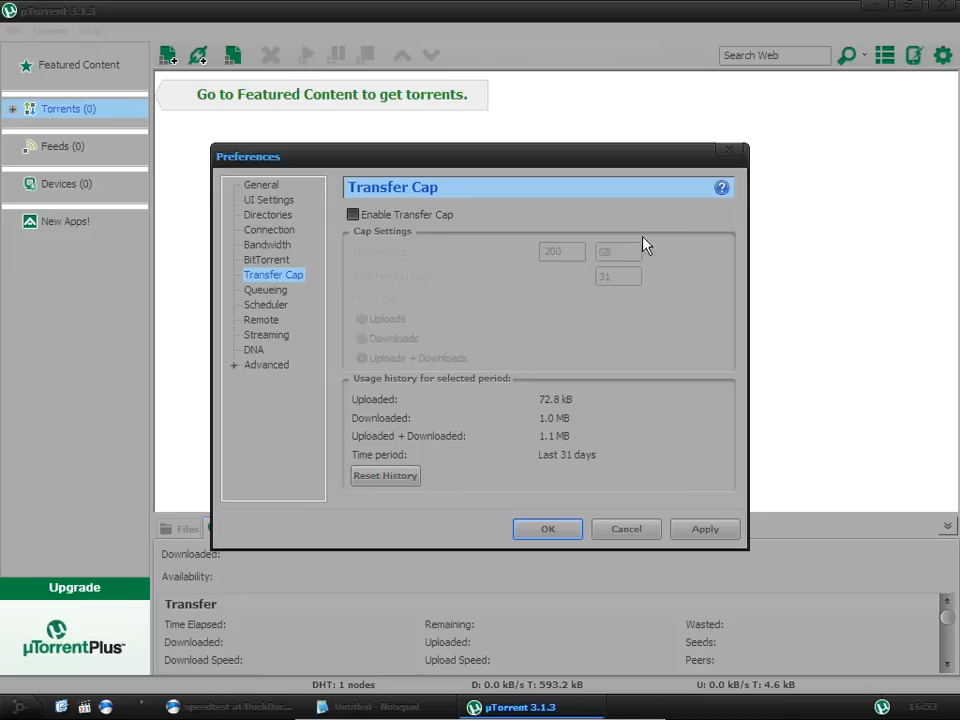 µTorrent 3.1.3
Search Web
Featured Content
Go to Featured Content to get torrents.
Torrents (0)
Feeds (0)
Devices (0)
New Apps!
Preferences
General
UI Settings
Directories
Connection
Bandwidth
BitTorrent
Transfer Cap
Queueing
Scheduler
Remote
Streaming
DNA
Advanced
Transfer Cap
?
Enable Transfer Cap
Cap Settings
200 GB
31
Uploads
Downloads
Uploads + Downloads
Usage history for selected period:
Uploaded: 72.8 kB
Downloaded: 1.0 MB
Uploaded + Downloaded: 1.1 MB
Time period: Last 31 days
Reset History
OK Cancel Apply
Files
Downloaded:
Availability:
Transfer
Time Elapsed: Remaining: Wasted:
Downloaded: Uploaded: Seeds:
Download Speed: Upload Speed: Peers:
Upgrade
µTorrentPlus
DHT: 1 nodes D: 0.0 kB/s T: 593.2 kB U: 0.0 kB/s T: 4.6 kB
speedtest at DuckDuc... Untitled - Notepad µTorrent 3.1.3 16:53